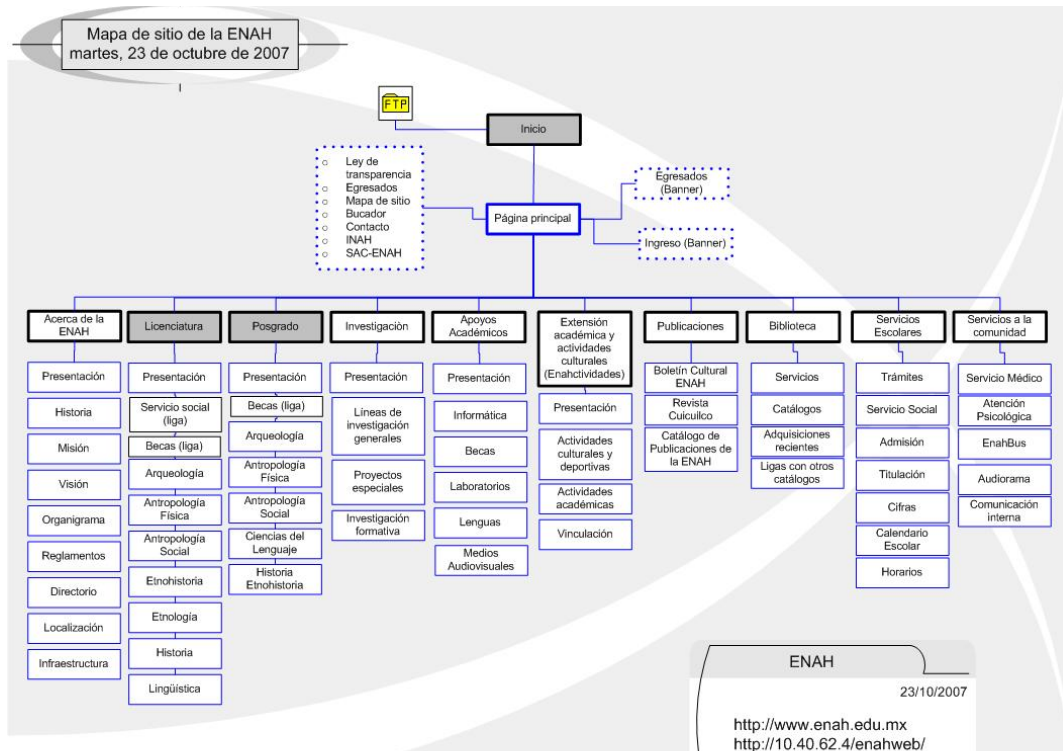 Mapa de sitio de la ENAH
martes, 23 de octubre de 2007
FTP
Inicio
Ley de
transparencia
Egresados
Mapa de sitio
Bucador
Contacto
INAH
SAC-ENAH
Página principal
Egresados
(Banner)
Ingreso (Banner)
Acerca de la
ENAH
Presentación
Historia
Misión
Visión
Organigrama
Reglamentos
Directorio
Localización
Infraestructura
Licenciatura
Presentación
Servicio social
(liga)
Becas (liga)
Arqueología
Antropología
Física
Antropología
Social
Etnohistoria
Etnología
Historia
Lingüística
Posgrado
Presentación
Becas (liga)
Arqueología
Antropología
Física
Antropología
Social
Ciencias del
Lenguaje
Historia
Etnohistoria
Investigaciòn
Presentación
Líneas de
investigación
generales
Proyectos
especiales
Investigación
formativa
Apoyos
Académicos
Presentación
Informática
Becas
Laboratorios
Lenguas
Medios
Audiovisuales
Extensión
académica y
actividades
culturales
(Enahctividades)
Presentación
Actividades
culturales y
deportivas
Actividades
académicas
Vinculación
Publicaciones
Boletín Cultural
ENAH
Revista
Cuicuilco
Catálogo de
Publicaciones de
la ENAH
Biblioteca
Servicios
Catálogos
Adquisiciones
recientes
Ligas con otros
catálogos
Servicios
Escolares
Trámites
Servicio Social
Admisión
Titulación
Cifras
Calendario
Escolar
Horarios
Servicios a la
comunidad
Servicio Médico
Atención
Psicológica
EnahBus
Audiorama
Comunicación
interna
ENAH
23/10/2007
http://www.enah.edu.mx
http://10.40.62.4/enahweb/